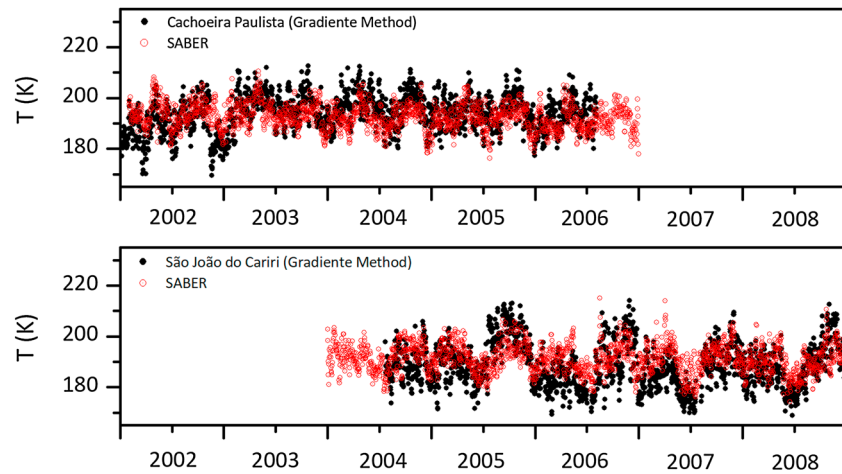 Cachoeira Paulista (Gradiente Method)
SABER
T (K)
220
200
180
2002 2003 2004 2005 2006 2007 2008
São João do Cariri (Gradiente Method)
SABER
T (K)
220
200
180
2002 2003 2004 2005 2006 2007 2008